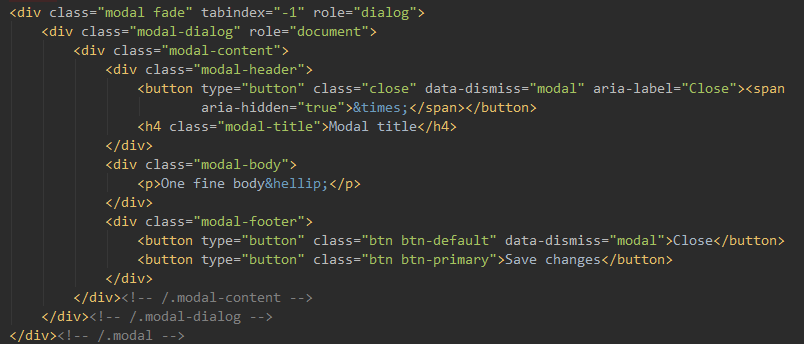 <div class="modal fade" tabindex="-1" role="dialog">
    <div class="modal-dialog" role="document">
        <div class="modal-content">
            <div class="modal-header">
                <button type="button" class="close" data-dismiss="modal" aria-label="Close"><span
                        aria-hidden="true">&times;</span></button>
                <h4 class="modal-title">Modal title</h4>
            </div>
            <div class="modal-body">
                <p>One fine body&hellip;</p>
            </div>
            <div class="modal-footer">
                <button type="button" class="btn btn-default" data-dismiss="modal">Close</button>
                <button type="button" class="btn btn-primary">Save changes</button>
            </div>
        </div><!-- /.modal-content -->
    </div><!-- /.modal-dialog -->
</div><!-- /.modal -->